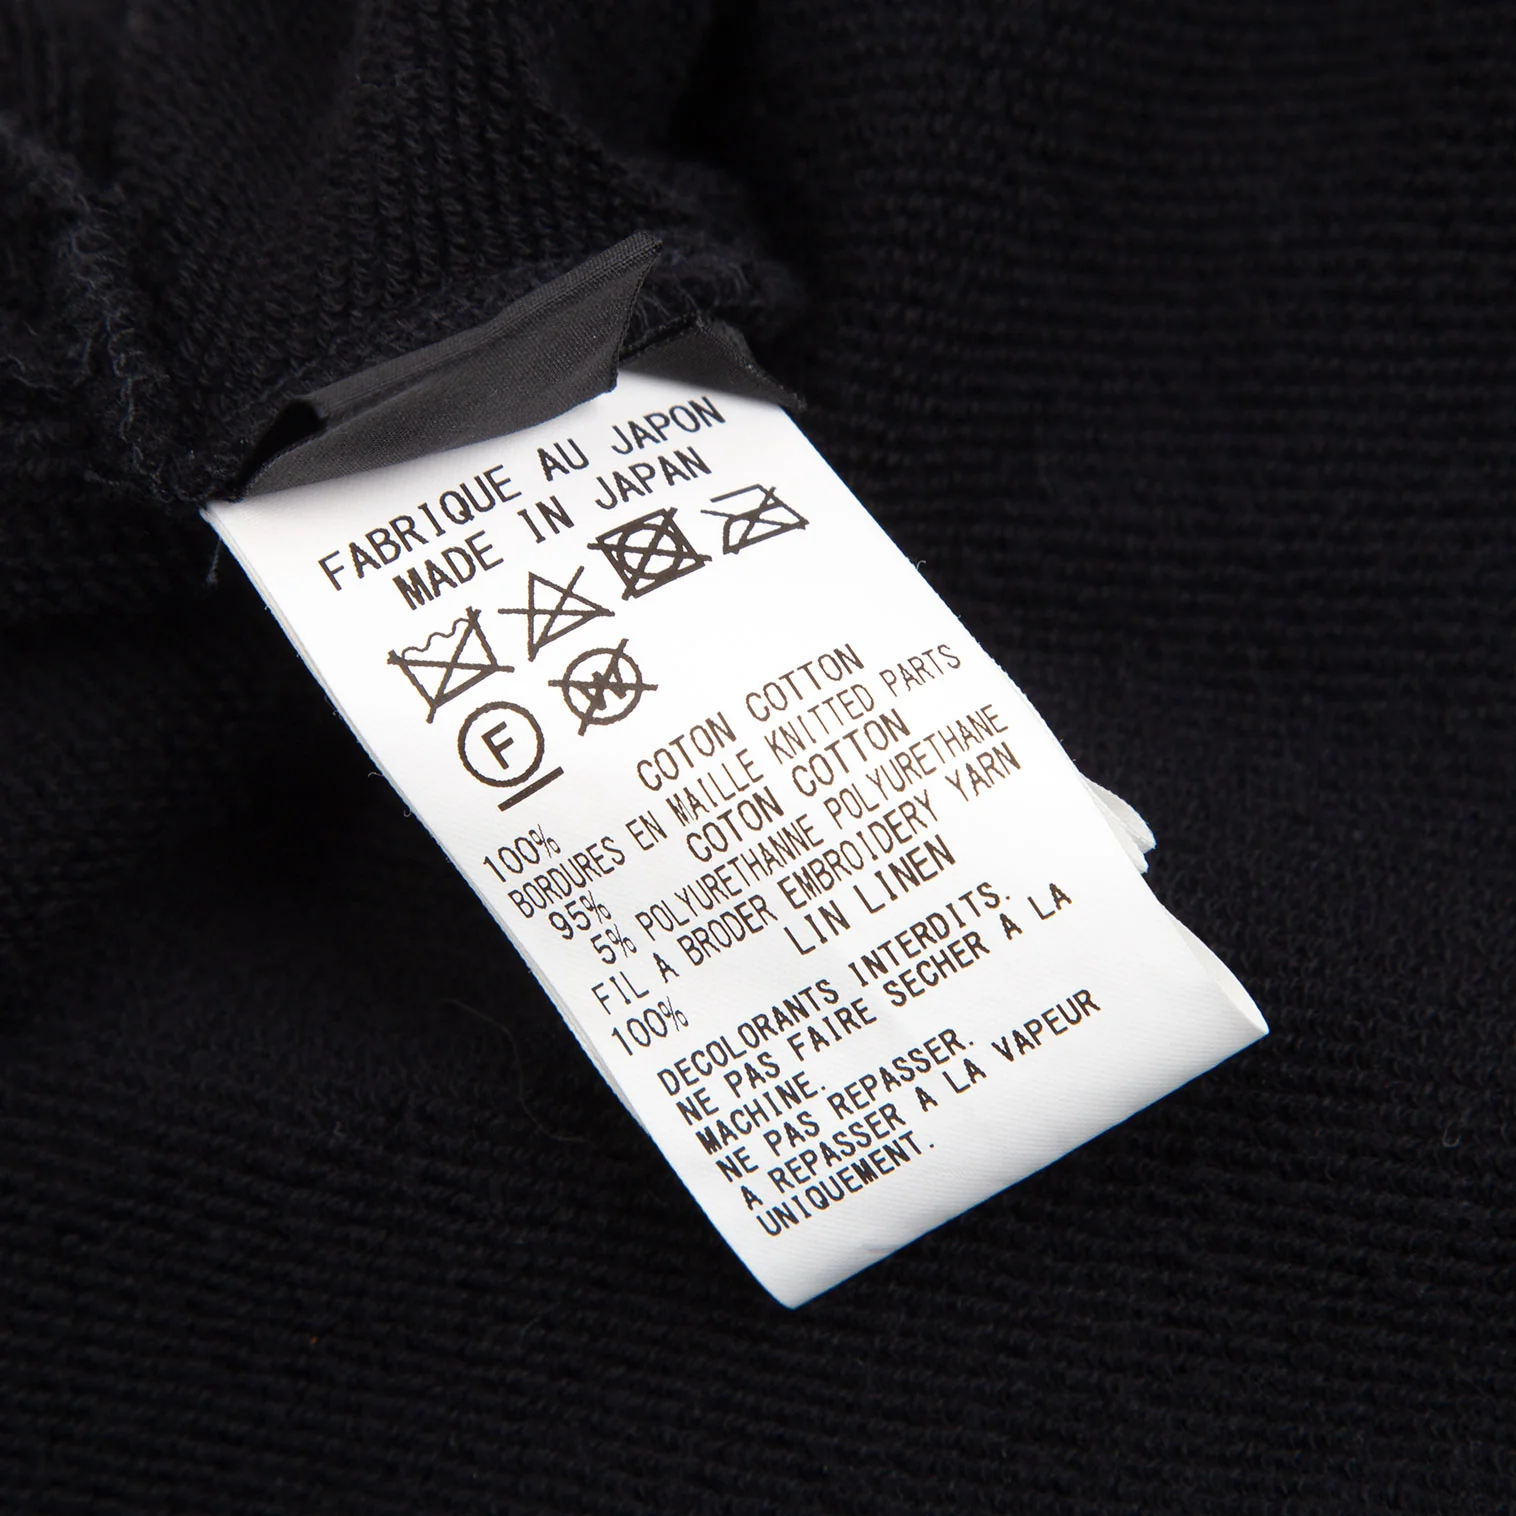 FABRIQUE AU JAPON
MADE IN JAPAN
W
F
100% COTON COTTON
BORDURES EN MAILLE KNITTED PARTS
95% COTON COTTON
5% POLYURETHANNE POLYURETHANE
FIL A BRODER EMBROIDERY YARN
100% LIN LINEN
DECOLORANTS INTERDITS.
NE PAS FAIRE SECHER A LA
MACHINE.
NE PAS REPASSER.
A REPASSER A LA VAPEUR
UNIQUEMENT.